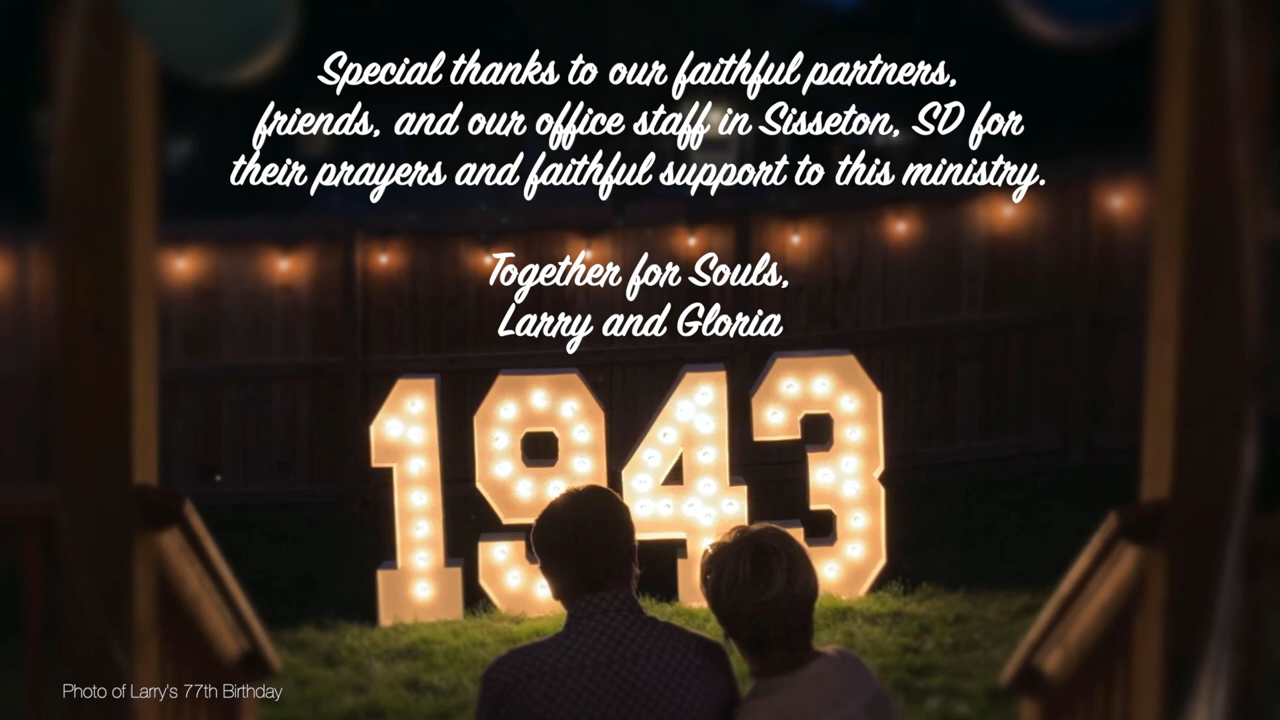 Special thanks to our faithful partners,
friends, and our office staff in Sisseton, SD for
their prayers and faithful support to this ministry.
Together for Souls,
Larry and Gloria
1943
Photo of Larry's 77th Birthday